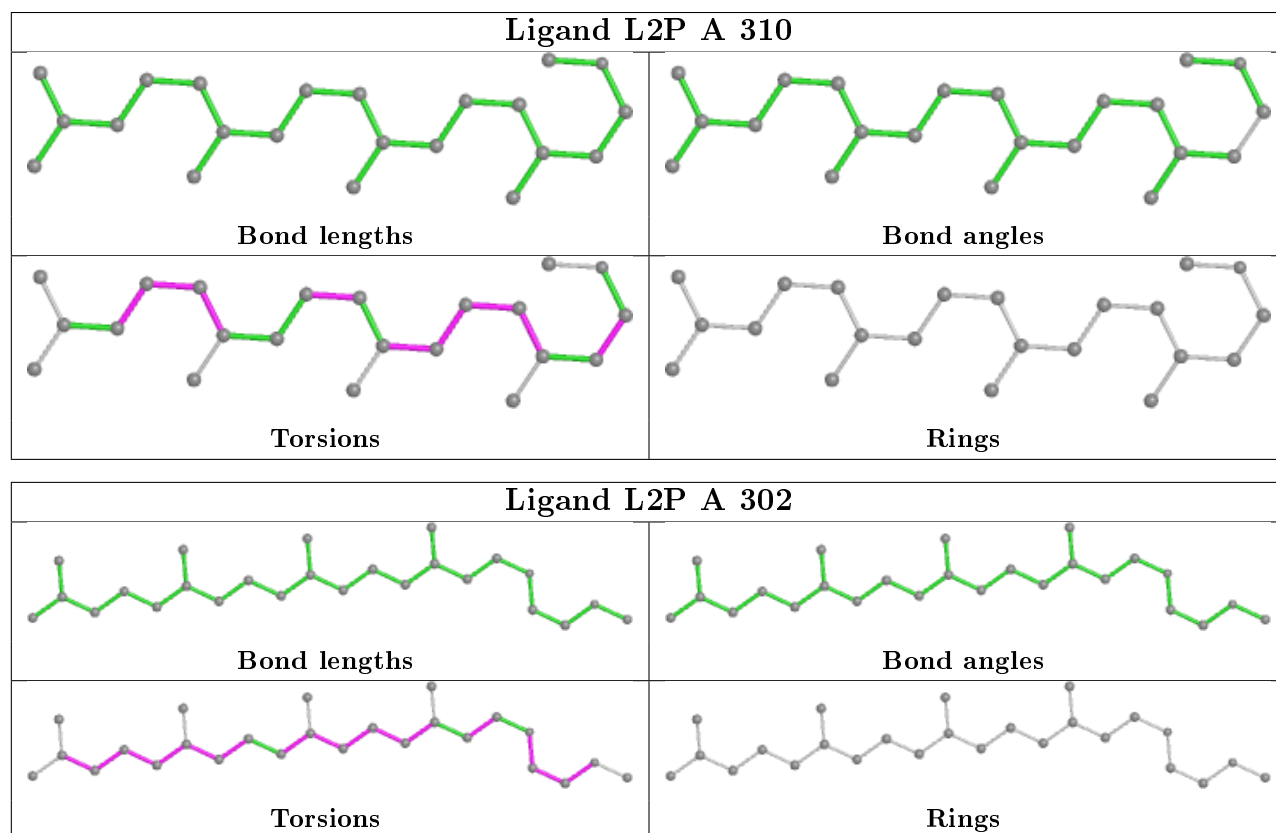 Ligand L2P A 310
Bond lengths
Bond angles
Torsions
Rings
Ligand L2P A 302
Bond lengths
Bond angles
Torsions
Rings